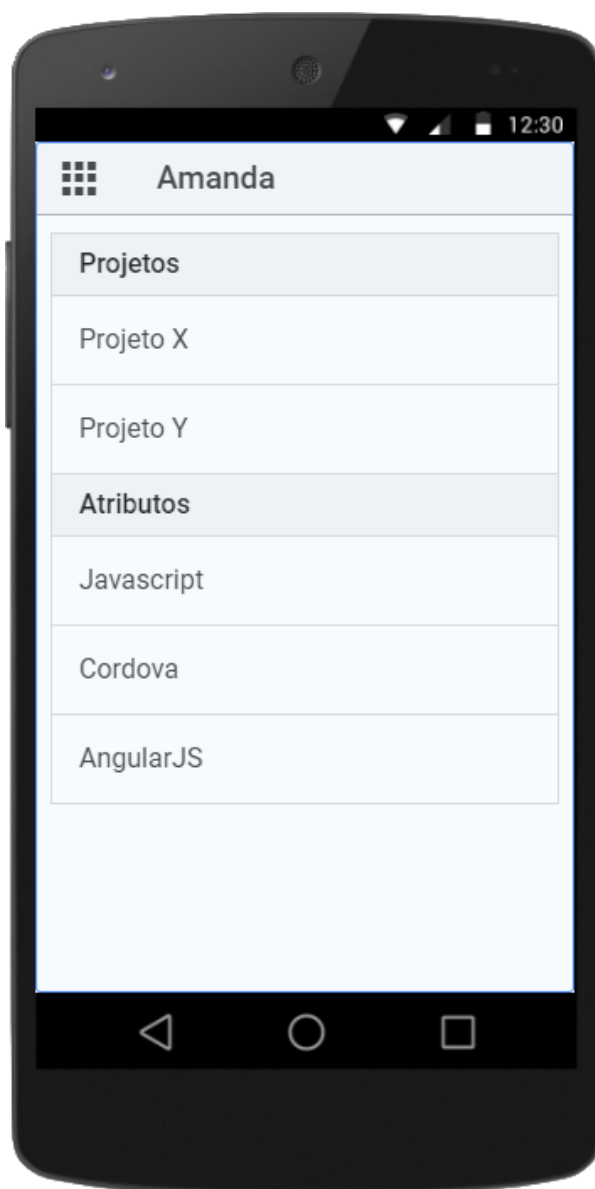 12:30
Amanda
Projetos
Projeto X
Projeto Y
Atributos
Javascript
Cordova
AngularJS